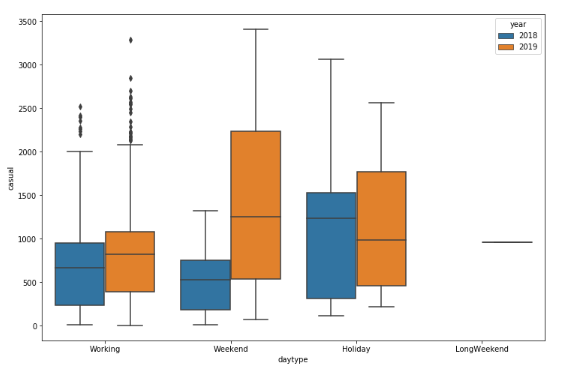 3500
3000
2500
2000
1500
1000
500
0
casual
year
2018
2019
Working
Weekend
Holiday
LongWeekend
daytype